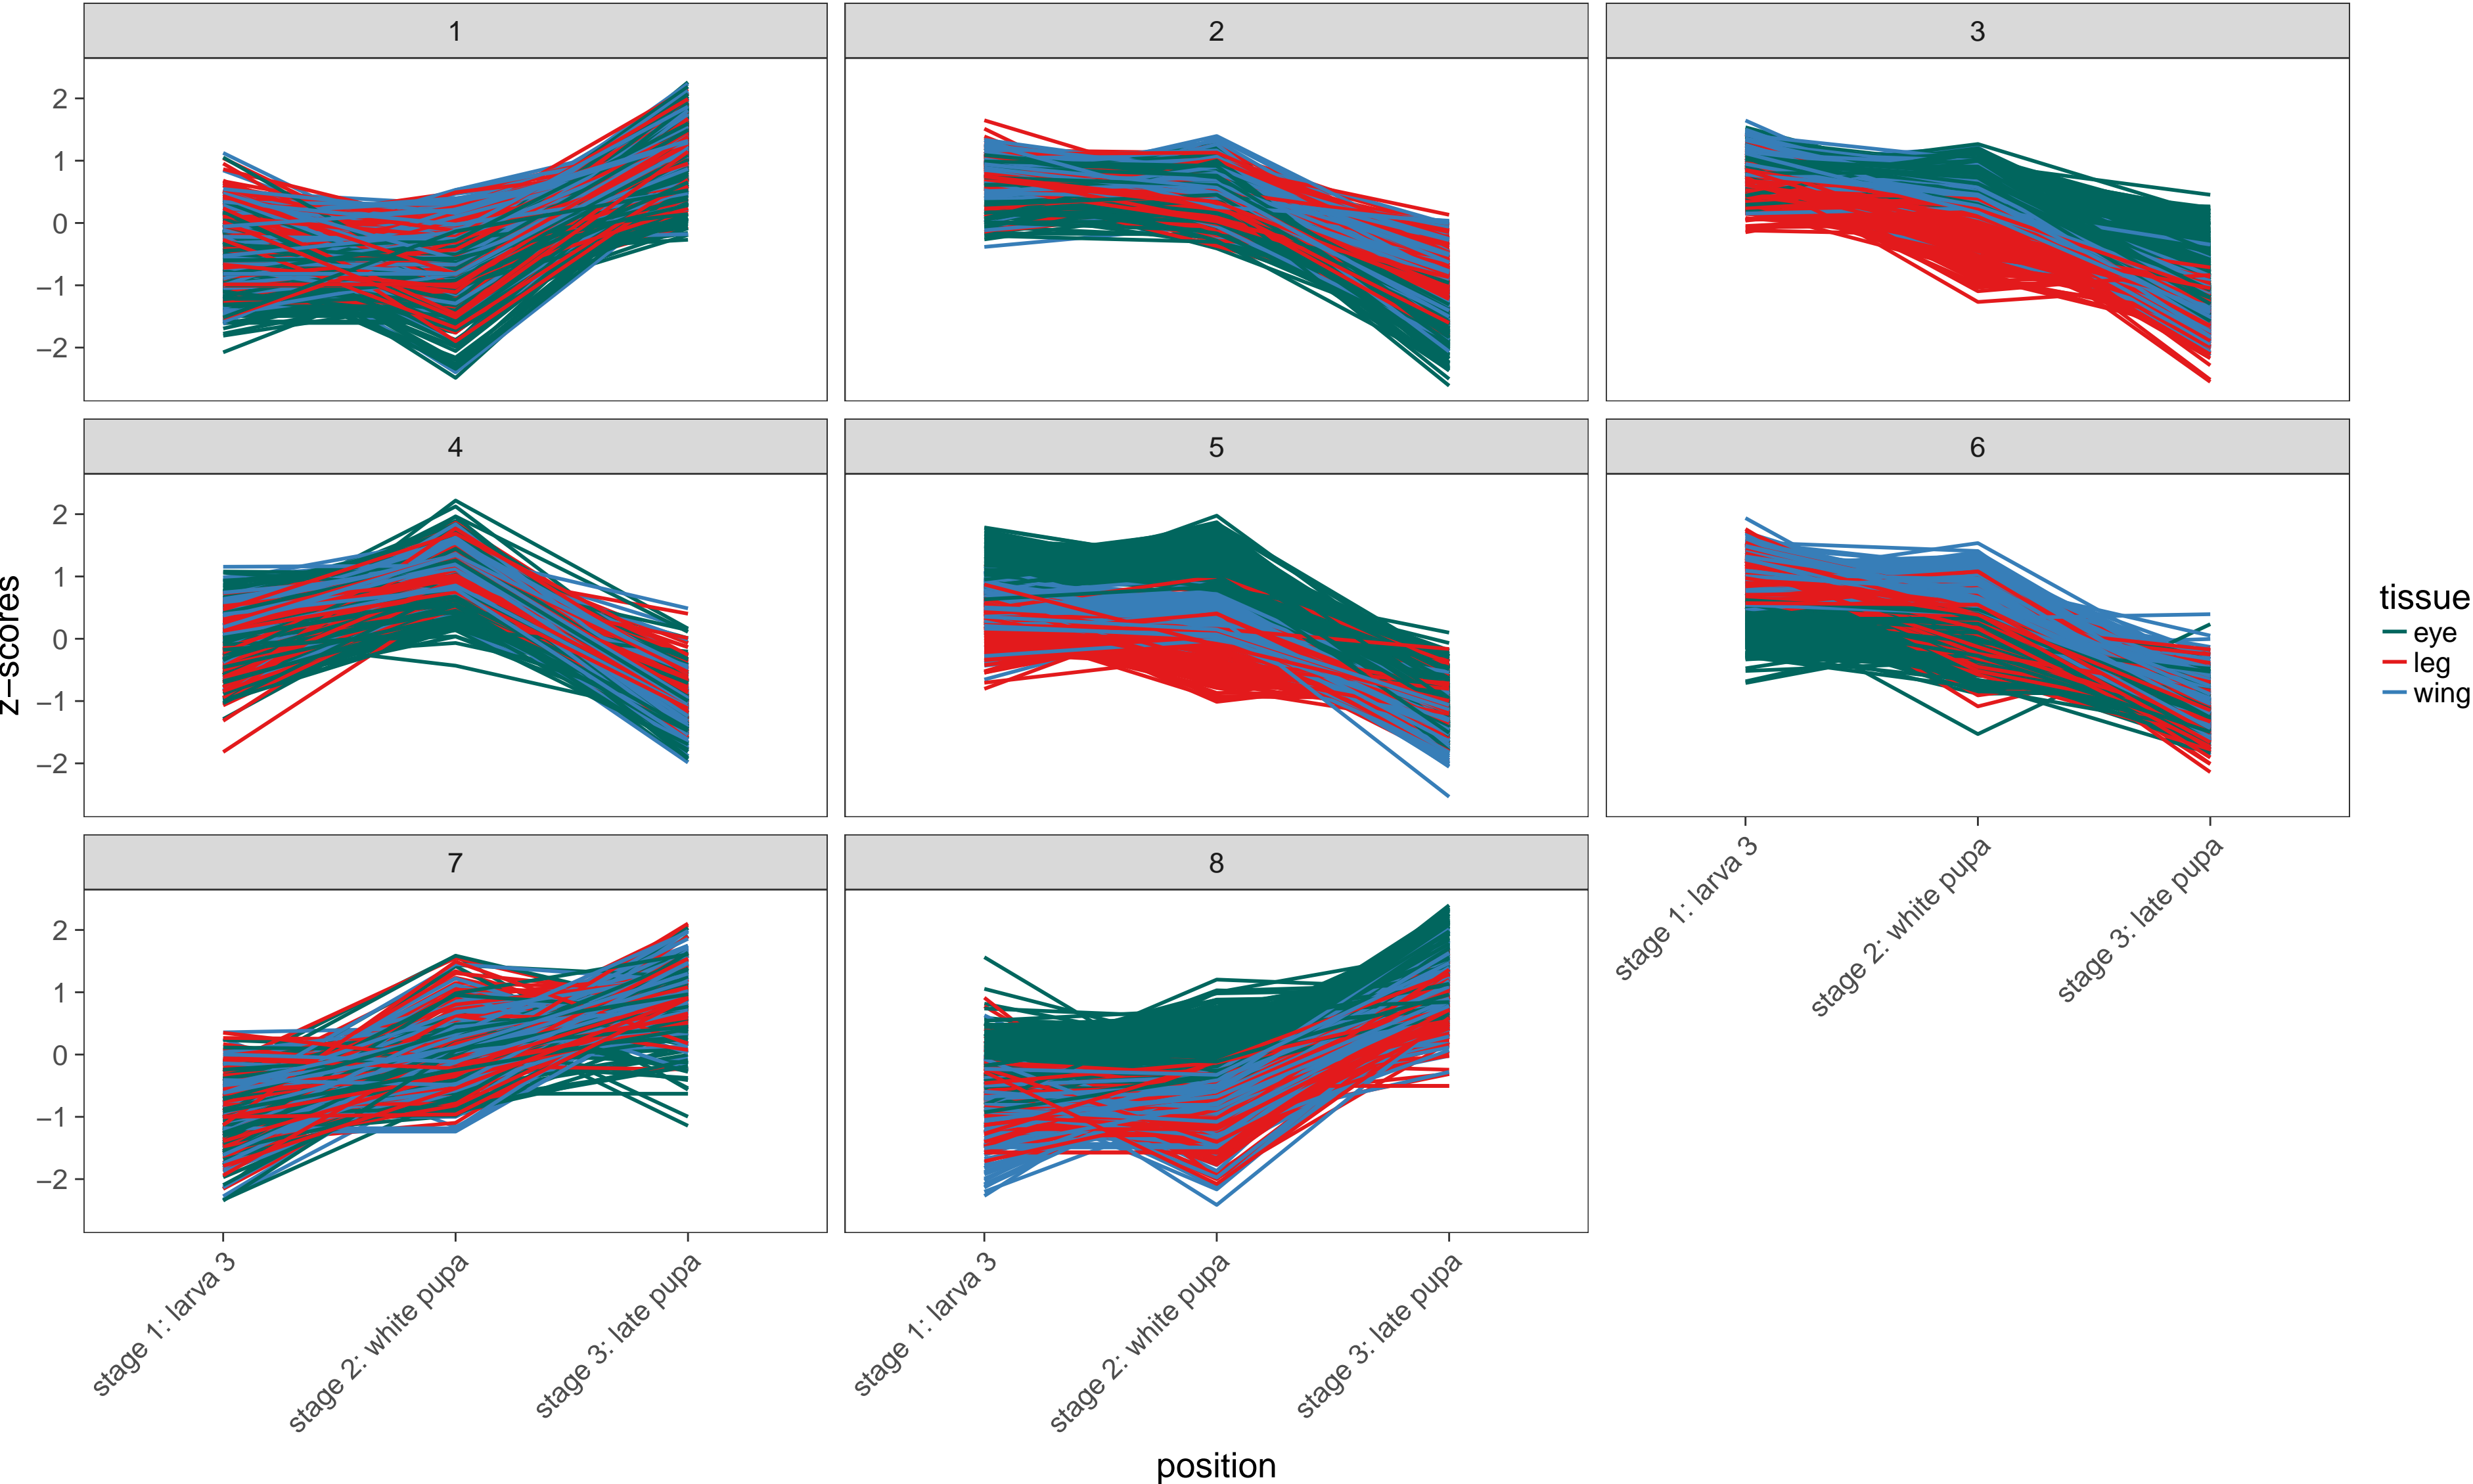 1
2
3
2
1
0
−1
−2
z−scores
4
5
6
2
1
0
−1
−2
tissue
eye
leg
wing
stage 1: larva 3
stage 2: white pupa
stage 3: late pupa
7
8
2
1
0
−1
−2
stage 1: larva 3
stage 2: white pupa
stage 3: late pupa
stage 1: larva 3
stage 2: white pupa
stage 3: late pupa
position